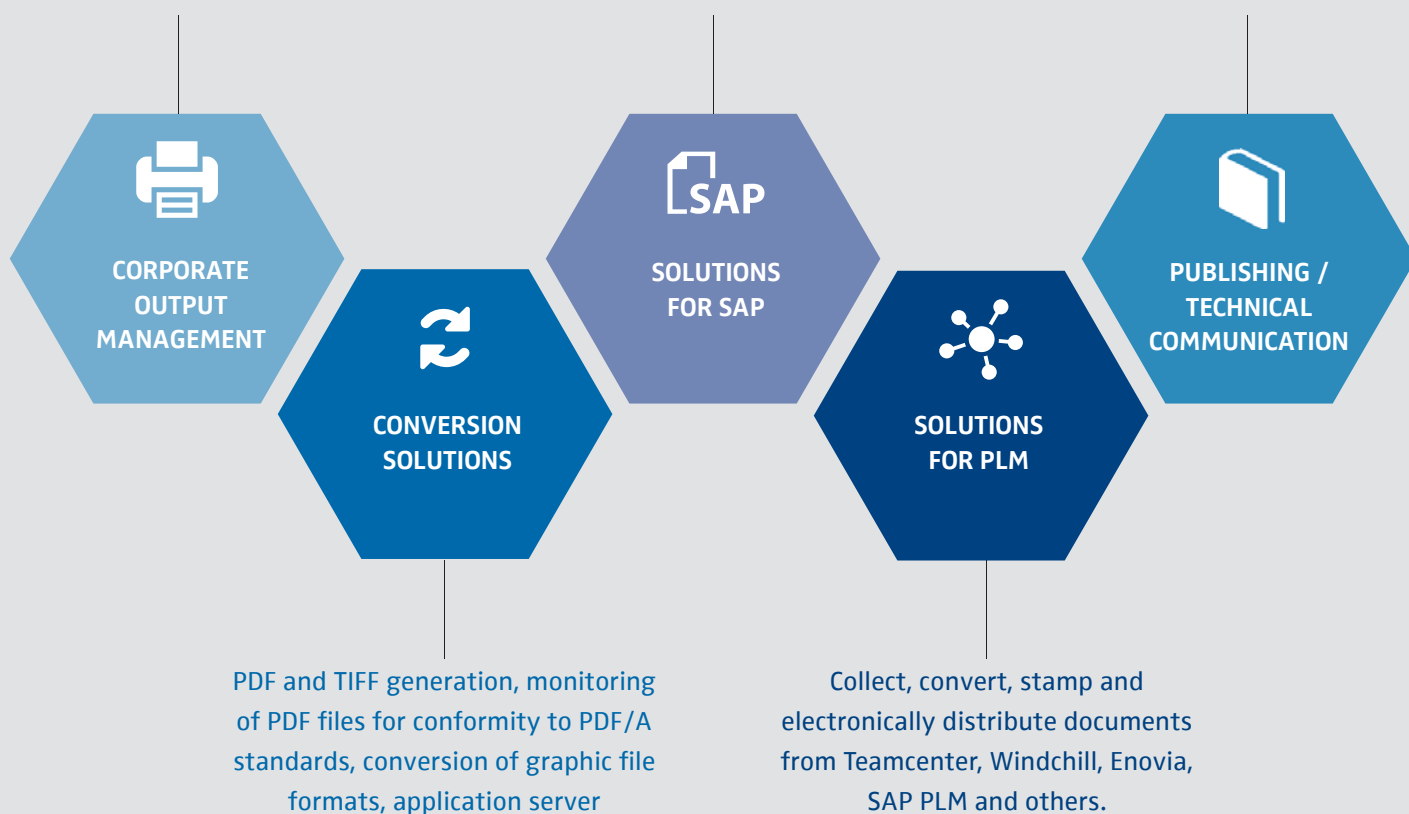 CORPORATE
OUTPUT
MANAGEMENT
CONVERSION
SOLUTIONS
SAP
SOLUTIONS
FOR SAP
SOLUTIONS
FOR PLM
PUBLISHING /
TECHNICAL
COMMUNICATION
PDF and TIFF generation, monitoring
of PDF files for conformity to PDF/A
standards, conversion of graphic file
formats, application server
Collect, convert, stamp and
electronically distribute documents
from Teamcenter, Windchill, Enovia,
SAP PLM and others.